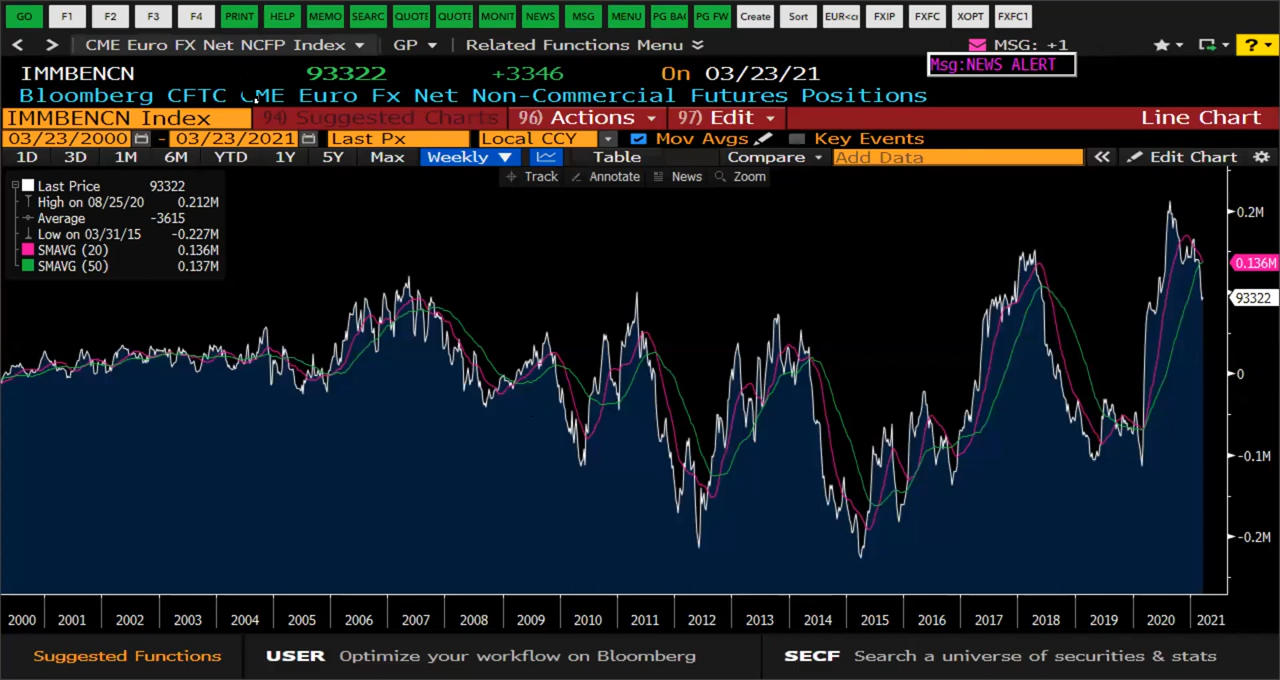 GO F1 F2 F3 F4 PRINT HELP MEMO SEARC QUOTE QUOTE MONIT NEWS MSG MENU PG BAC PG FW Create Sort EUR<cu FXIP FXFC XOPT FXFC1
< > CME Euro FX Net NCFP Index GP Related Functions Menu MSG: +1 ?
Msg:NEWS ALERT
IMMBENCN 93322 +3346 On 03/23/21
Bloomberg CFTC CME Euro Fx Net Non-Commercial Futures Positions
IMMBENCN Index 94) Suggested Charts 96) Actions 97) Edit Line Chart
03/23/2000 - 03/23/2021 Last Px Local CCY Mov Avgs Key Events
1D 3D 1M 6M YTD 1Y 5Y Max Weekly Table Compare Add Data Edit Chart
Track Annotate News Zoom
Last Price 93322
High on 08/25/20 0.212M
Average -3615
Low on 03/31/15 -0.227M
SMAVG (20) 0.136M
SMAVG (50) 0.137M
0.2M
0.136M
93322
0
-0.1M
-0.2M
2000 2001 2002 2003 2004 2005 2006 2007 2008 2009 2010 2011 2012 2013 2014 2015 2016 2017 2018 2019 2020 2021
Suggested Functions USER Optimize your workflow on Bloomberg SECF Search a universe of securities & stats